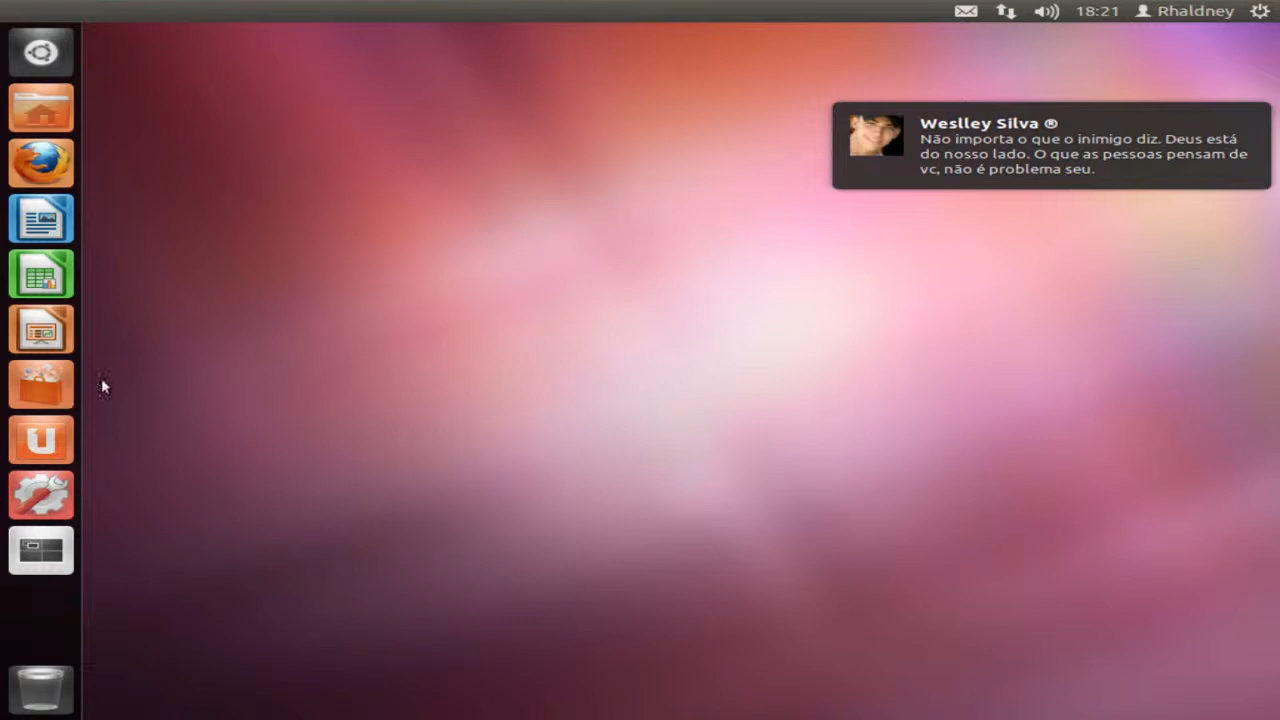 18:21 Rhaldney
Weslley Silva ®
Não importa o que o inimigo diz. Deus está
do nosso lado. O que as pessoas pensam de
vc, não é problema seu.
U